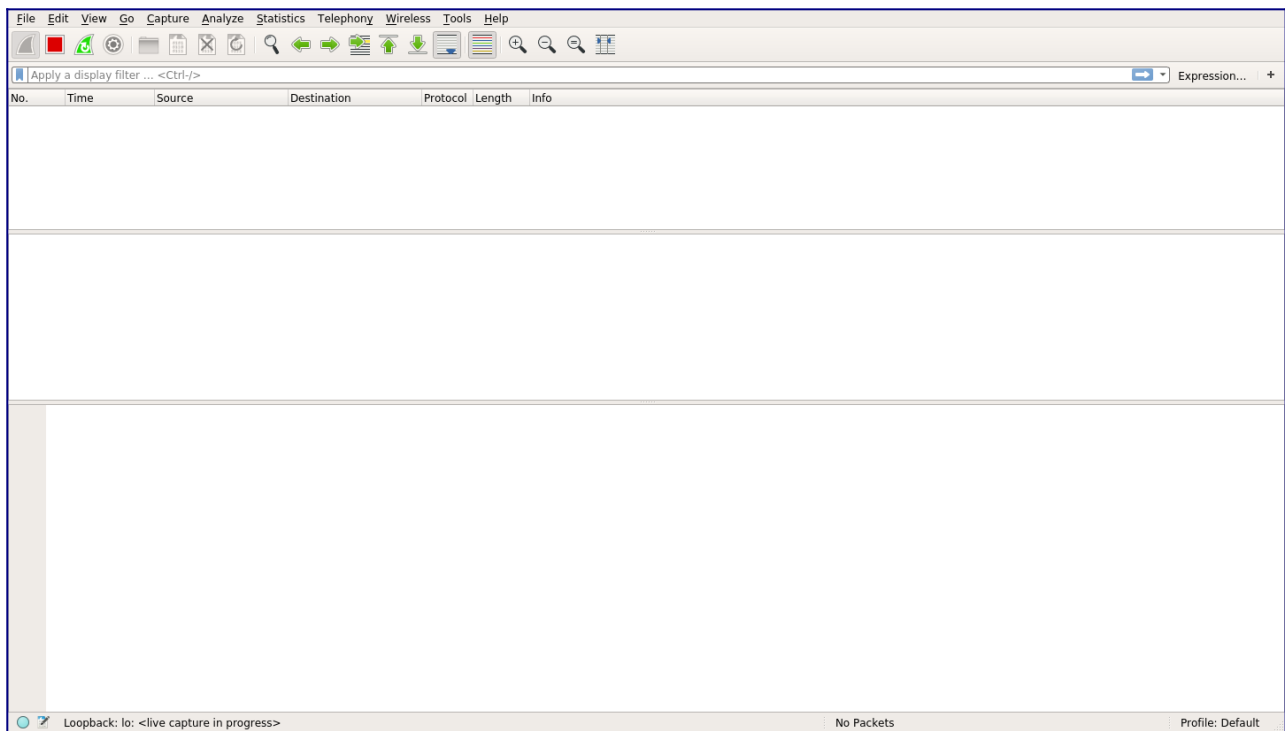 File Edit View Go Capture Analyze Statistics Telephony Wireless Tools Help
Apply a display filter ... <Ctrl-/> Expression... +
No. Time Source Destination Protocol Length Info
Loopback: lo: <live capture in progress> No Packets Profile: Default